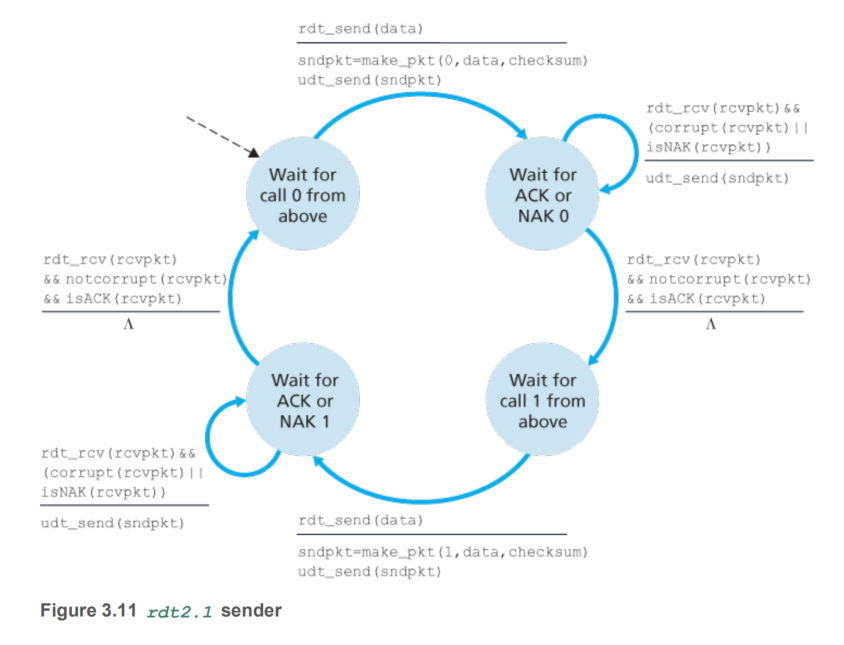 rdt_send(data)
sndpkt=make_pkt(0,data,checksum)
udt_send(sndpkt)
rdt_rcv(rcvpkt)&&
(corrupt(rcvpkt)||
isNAK(rcvpkt))
udt_send(sndpkt)
Wait for
call 0 from
above
Wait for
ACK or
NAK 0
rdt_rcv(rcvpkt)
&& notcorrupt(rcvpkt)
&& isACK(rcvpkt)
Λ
rdt_rcv(rcvpkt)
&& notcorrupt(rcvpkt)
&& isACK(rcvpkt)
Λ
Wait for
ACK or
NAK 1
Wait for
call 1 from
above
rdt_rcv(rcvpkt)&&
(corrupt(rcvpkt)||
isNAK(rcvpkt))
udt_send(sndpkt)
rdt_send(data)
sndpkt=make_pkt(1,data,checksum)
udt_send(sndpkt)
Figure 3.11 rdt2.1 sender